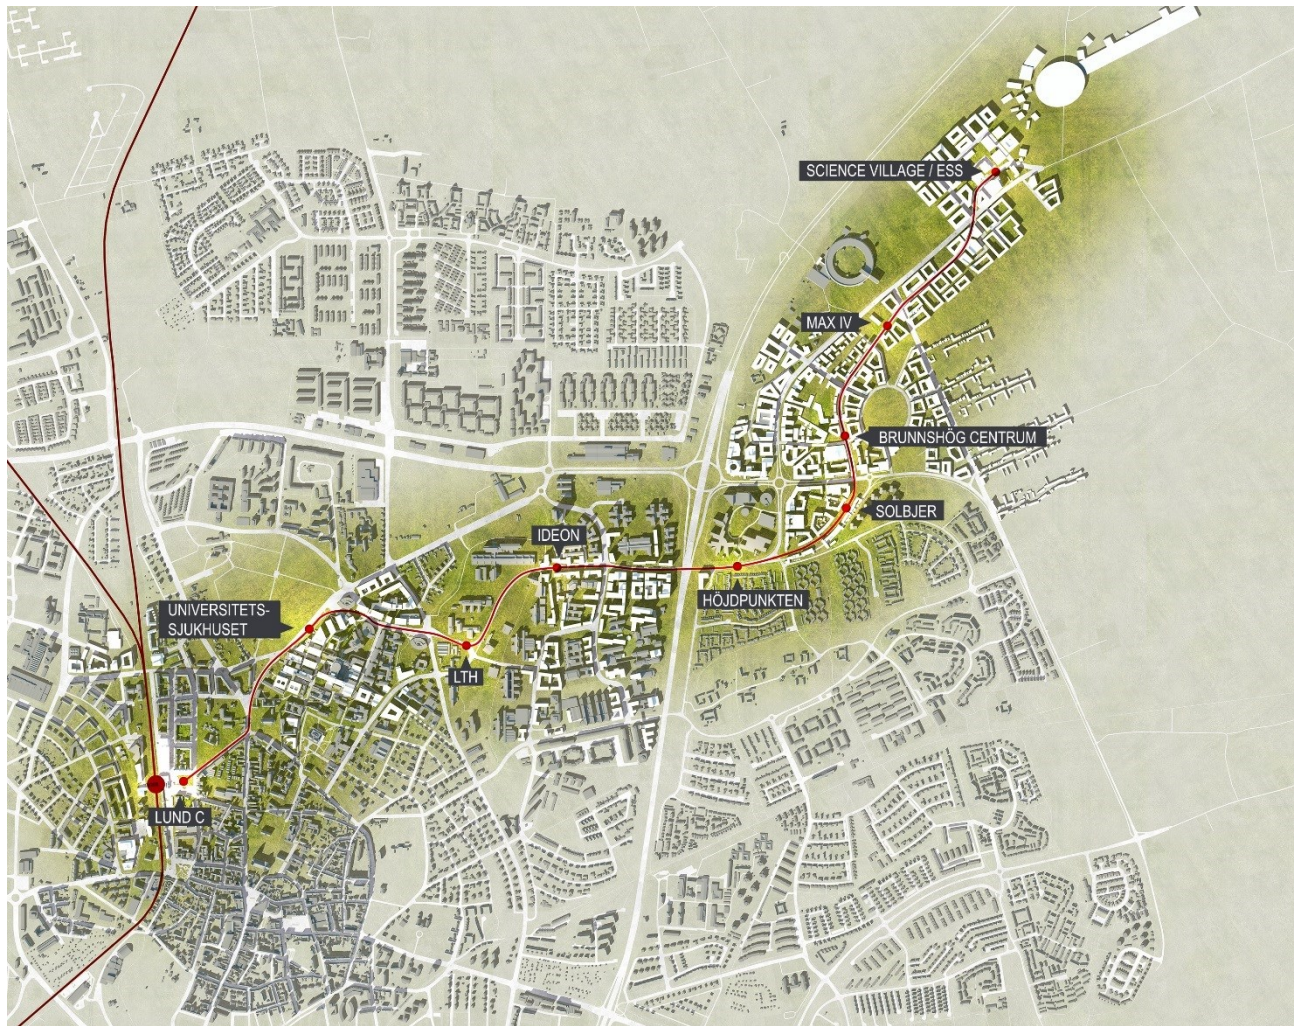 SCIENCE VILLAGE / ESS
MAX IV
BRUNNSHÖG CENTRUM
SOLBJER
IDEON
HÖJDPUNKTEN
UNIVERSITETS-
SJUKHUSET
LTH
LUND C